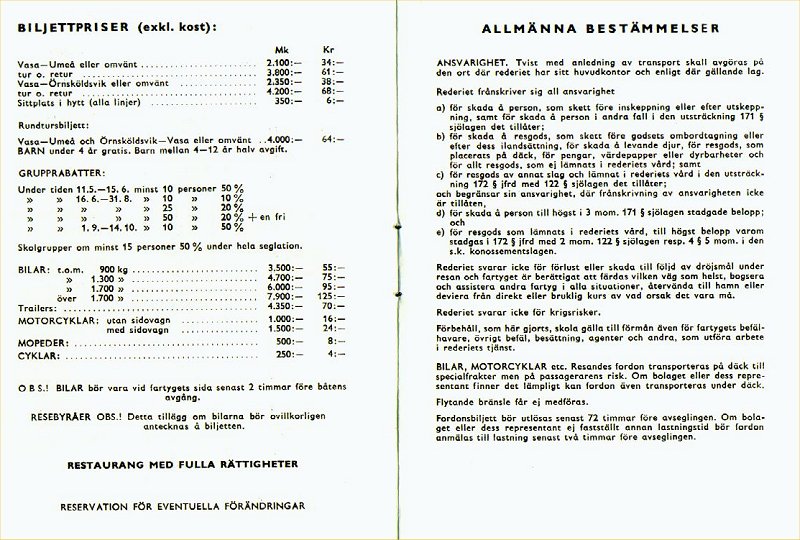 BILJETTPRISER (exkl. kost):
Mk Kr
Vasa—Umeå eller omvänt .......................... 2.100:— 34:—
tur o. retur .......................... 3.800:— 61:—
Vasa—Örnsköldsvik eller omvänt .................. 2.350:— 38:—
tur o. retur .......................... 4.200:— 68:—
Sittplats i hytt (alla linjer) .......................... 350:— 6:—
Rundtursbiljett:
Vasa—Umeå och Örnsköldsvik—Vasa eller omvänt ..4.000:— 64:—
BARN under 4 år gratis. Barn mellan 4—12 år halv avgift.
GRUPPRABATTER:
Under tiden 11.5.—15.6. minst 10 personer 50 %
» » 16.6.—31.8. » 10 » 10 %
» » » » » 25 » 20 %
» » » » » 50 » 20 % + en fri
» » 1.9.—14.10. » 10 » 50 %
Skolgrupper om minst 15 personer 50 % under hela seglation.
BILAR: t.o.m. 900 kg .......................... 3.500:— 55:—
» 1.300 » .......................... 4.700:— 75:—
» 1.700 » .......................... 6.000:— 95:—
över 1.700 » .......................... 7.900:— 125:—
Trailers: .......................... 4.350:— 70:—
MOTORCYKLAR: utan sidovagn .................. 1.000:— 16:—
med sidovagn .................. 1.500:— 24:—
MOPEDER: .......................... 500:— 8:—
CYKLAR: .......................... 250:— 4:—
O B S.! BILAR bör vara vid fartygets sida senast 2 timmar före båtens
avgång.
RESEBYRÅER OBS.! Detta tillägg om bilarna bör ovillkorligen
antecknas å biljetten.
RESTAURANG MED FULLA RÄTTIGHETER
RESERVATION FÖR EVENTUELLA FÖRÄNDRINGAR
ALLMÄNNA BESTÄMMELSER
ANSVARIGHET. Tvist med anledning av transport skall avgöras på
den ort där rederiet har sitt huvudkontor och enligt där gällande lag.
Rederiet frånskriver sig all ansvarighet
a) för skada å person, som skett före inskeppning eller efter utskepp-
ning, samt för skada å person i andra fall i den utsträckning 171 §
sjölagen det tillåter;
b) för skada å resgods, som skett före godsets ombordtagning eller
efter dess ilandsättning, för skada å levande djur, för resgods, som
placerats på däck, för pengar, värdepapper eller dyrbarheter och
för allt resgods, som ej lämnats i rederiets vård; samt
c) för resgods av annat slag och lämnat i rederiets vård i den utsträck-
ning 172 § jfrd med 122 § sjölagen det tillåter;
och begränsar sin ansvarighet, där frånskrivning av ansvarigheten icke
är tillåten,
d) för skada å person till högst i 3 mom. 171 § sjölagen stadgade belopp;
och
e) för resgods som lämnats i rederiets vård, till högst belopp varom
stadgas i 172 § jfrd med 2 mom. 122 § sjölagen resp. 4 § 5 mom. i den
s.k. konossementslagen.
Rederiet svarar icke för förlust eller skada till följd av dröjsmål under
resan och fartyget är berättigat att färdas vilken väg som helst, bogsera
och assistera andra fartyg i alla situationer, återvända till hamn eller
deviera från direkt eller bruklig kurs av vad orsak det vara må.
Rederiet svarar icke för krigsrisker.
Förbehåll, som här gjorts, skola gälla till förmån även för fartygets befäl-
havare, övrigt befäl, besättning, agenter och andra, som utföra arbete
i rederiets tjänst.
BILAR, MOTORCYKLAR etc. Resandes fordon transporteras på däck till
specialfrakter men på passagerarens risk. Om bolaget eller dess repre-
sentant finner det lämpligt kan fordon även transporteras under däck.
Flytande bränsle får ej medföras.
Fordonsbiljett bör utlösas senast 72 timmar före avseglingen. Om bola-
get eller dess representant ej fastställt annan lastningstid bör fordon
anmälas till lastning senast två timmar före avseglingen.